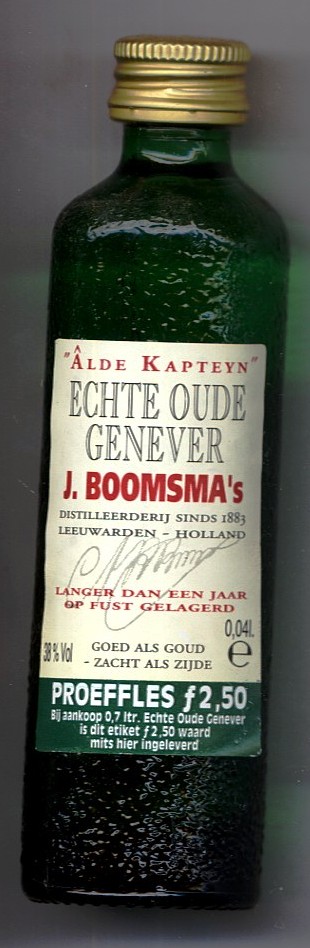 "Âlde Kapteyn"
ECHTE OUDE
GENEVER
J. BOOMSMA's
DISTILLEERDERIJ SINDS 1883
LEEUWARDEN - HOLLAND
LANGER DAN EEN JAAR
OP FUST GELAGERD
0,04l.
38% Vol
e
GOED ALS GOUD
- ZACHT ALS ZIJDE
PROEFFLES ƒ2,50
Bij aankoop 0,7 ltr. Echte Oude Genever
is dit etiket ƒ2,50 waard
mits hier ingeleverd